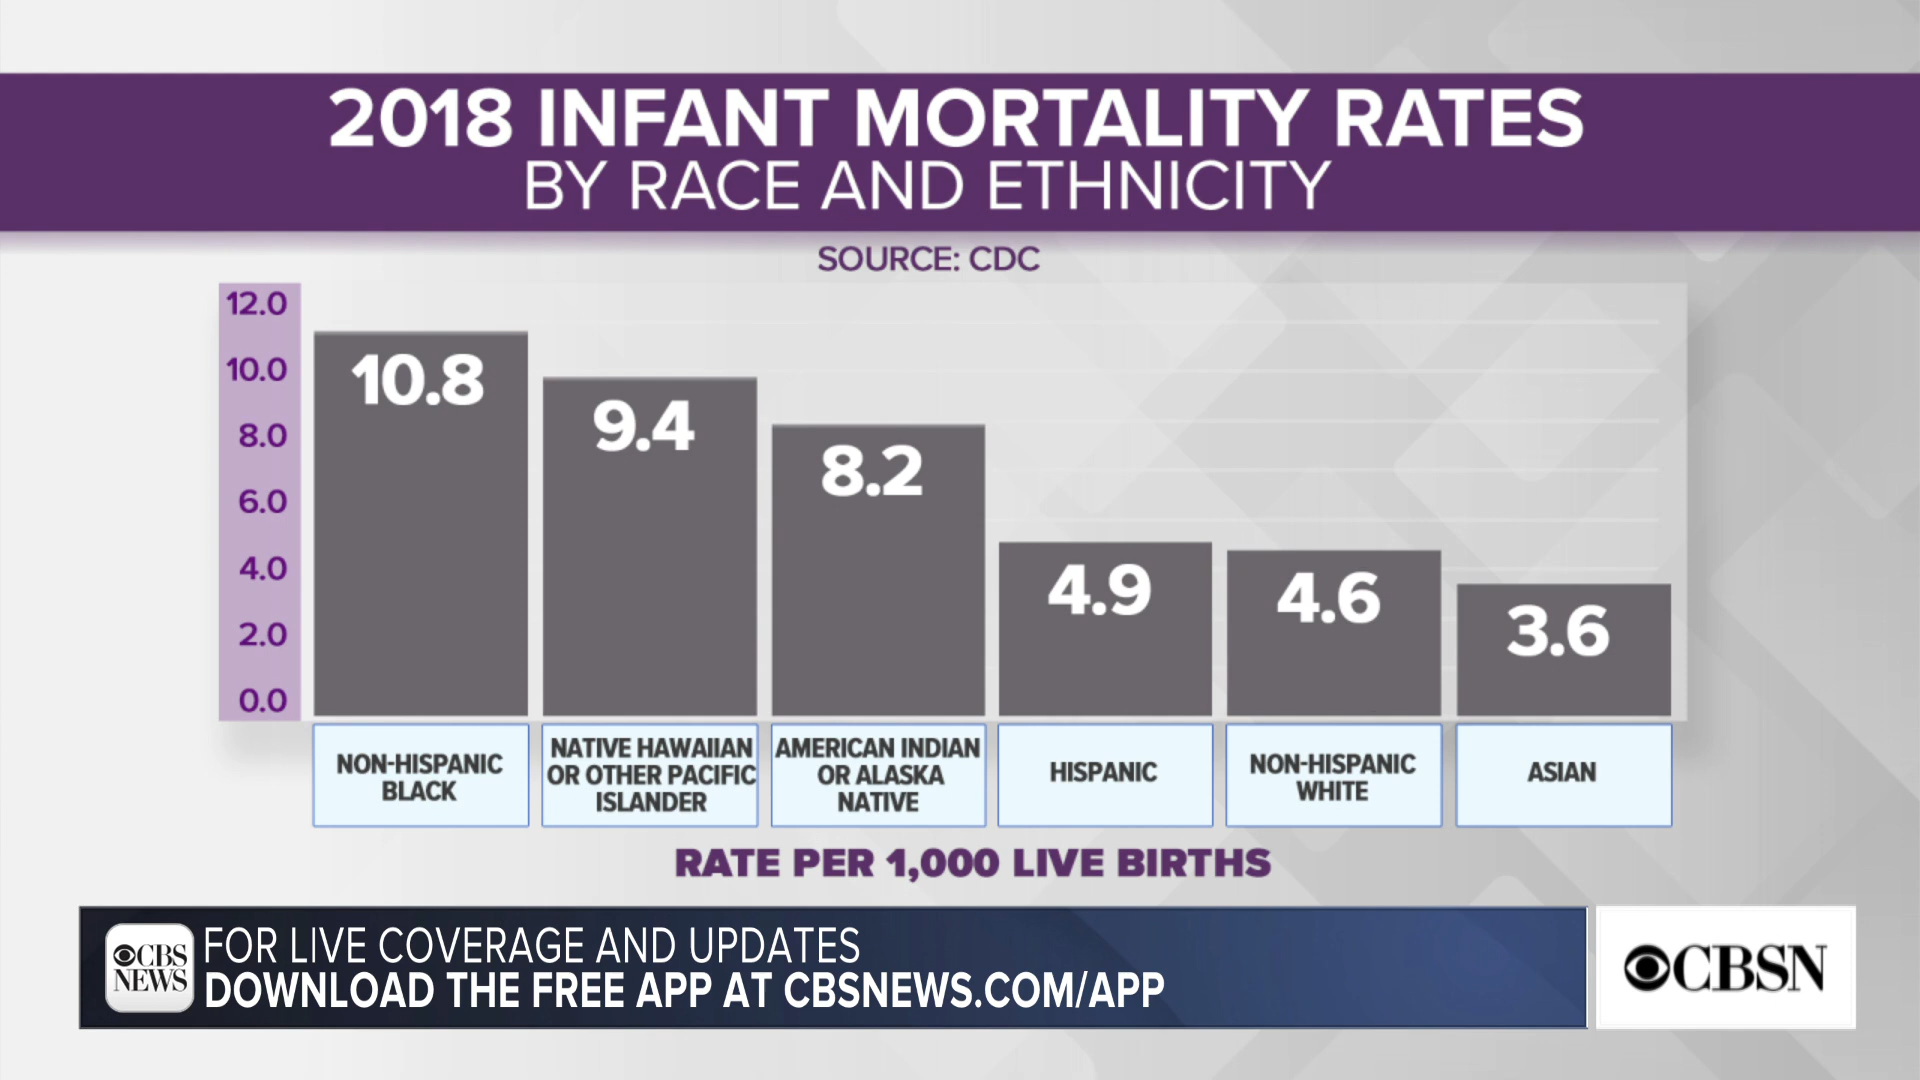 2018 INFANT MORTALITY RATES
BY RACE AND ETHNICITY
SOURCE: CDC
12.0
10.0
8.0
6.0
4.0
2.0
0.0
10.8
9.4
8.2
4.9
4.6
3.6
NON-HISPANIC
BLACK
NATIVE HAWAIIAN
OR OTHER PACIFIC
ISLANDER
AMERICAN INDIAN
OR ALASKA
NATIVE
HISPANIC
NON-HISPANIC
WHITE
ASIAN
RATE PER 1,000 LIVE BIRTHS
CBS
NEWS
FOR LIVE COVERAGE AND UPDATES
DOWNLOAD THE FREE APP AT CBSNEWS.COM/APP
CBSN